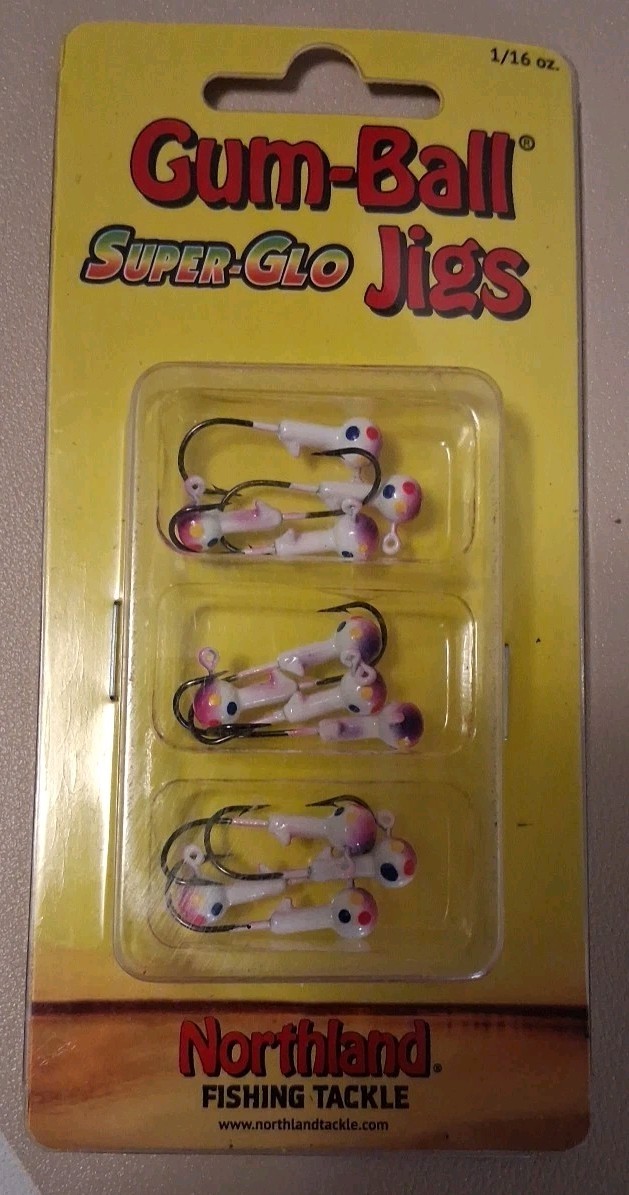 1/16 oz.
Gum-Ball®
Super-Glo Jigs
Northland®
FISHING TACKLE
www.northlandtackle.com